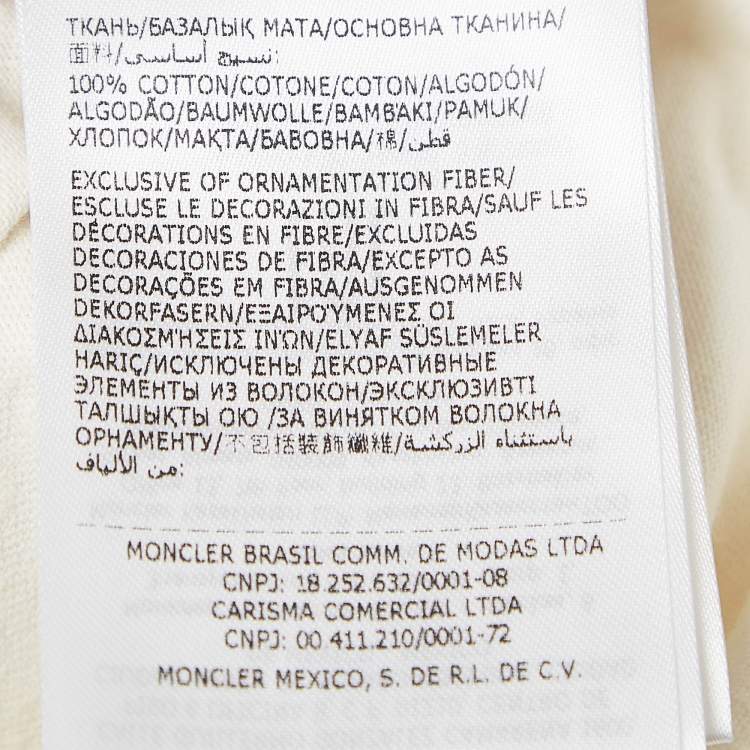 ТКАНЬ/БАЗАЛЫҚ МАТА/ОСНОВНА ТКАНИНА/
面料/نسيج أساسي:
100% COTTON/COTONE/COTON/ALGODÓN/
ALGODÃO/BAUMWOLLE/BAMBAKI/PAMUK/
ХЛОПОК/МАҚТА/БАВОВНА/棉/قطن
EXCLUSIVE OF ORNAMENTATION FIBER/
ESCLUSE LE DECORAZIONI IN FIBRA/SAUF LES
DÉCORATIONS EN FIBRE/EXCLUIDAS
DECORACIONES DE FIBRA/EXCEPTO AS
DECORAÇÕES EM FIBRA/AUSGENOMMEN
DEKORFASERN/ΕΞΑΙΡΟΎΜΕΝΕΣ ΟΙ
ΔΙΑΚΟΣΜΉΣΕΙΣ ΙΝΏΝ/ELYAF SÜSLEMELER
HARİÇ/ИСКЛЮЧЕНЫ ДЕКОРАТИВНЫЕ
ЭЛЕМЕНТЫ ИЗ ВОЛОКОН/ЭКСКЛЮЗИВТІ
ТАЛШЫҚТЫ ОЮ /ЗА ВИНЯТКОМ ВОЛОКНА
ОРНАМЕНТУ/不包括裝飾纖維/باستثناء الزركشة
من الألياف:
MONCLER BRASIL COMM. DE MODAS LTDA
CNPJ: 18.252.632/0001-08
CARISMA COMERCIAL LTDA
CNPJ: 00.411.210/0001-72
MONCLER MEXICO, S. DE R.L. DE C.V.